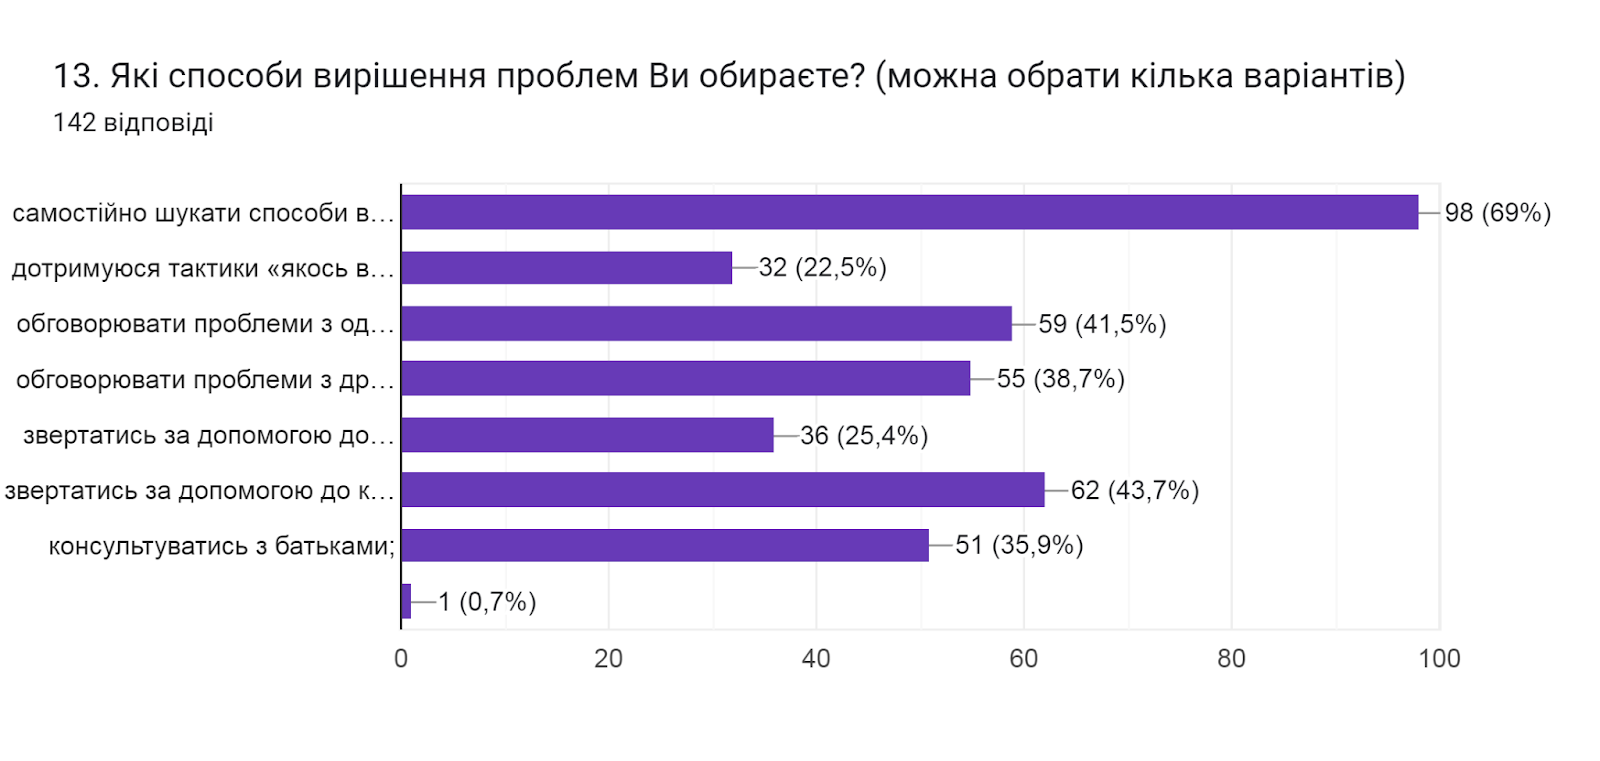 13. Які способи вирішення проблем Ви обираєте? (можна обрати кілька варіантів)
142 відповіді
самостійно шукати способи в… 98 (69%)
дотримуюся тактики «якось в… 32 (22,5%)
обговорювати проблеми з од… 59 (41,5%)
обговорювати проблеми з др… 55 (38,7%)
звертатись за допомогою до… 36 (25,4%)
звертатись за допомогою до к… 62 (43,7%)
консультуватись з батьками; 51 (35,9%)
1 (0,7%)
0 20 40 60 80 100